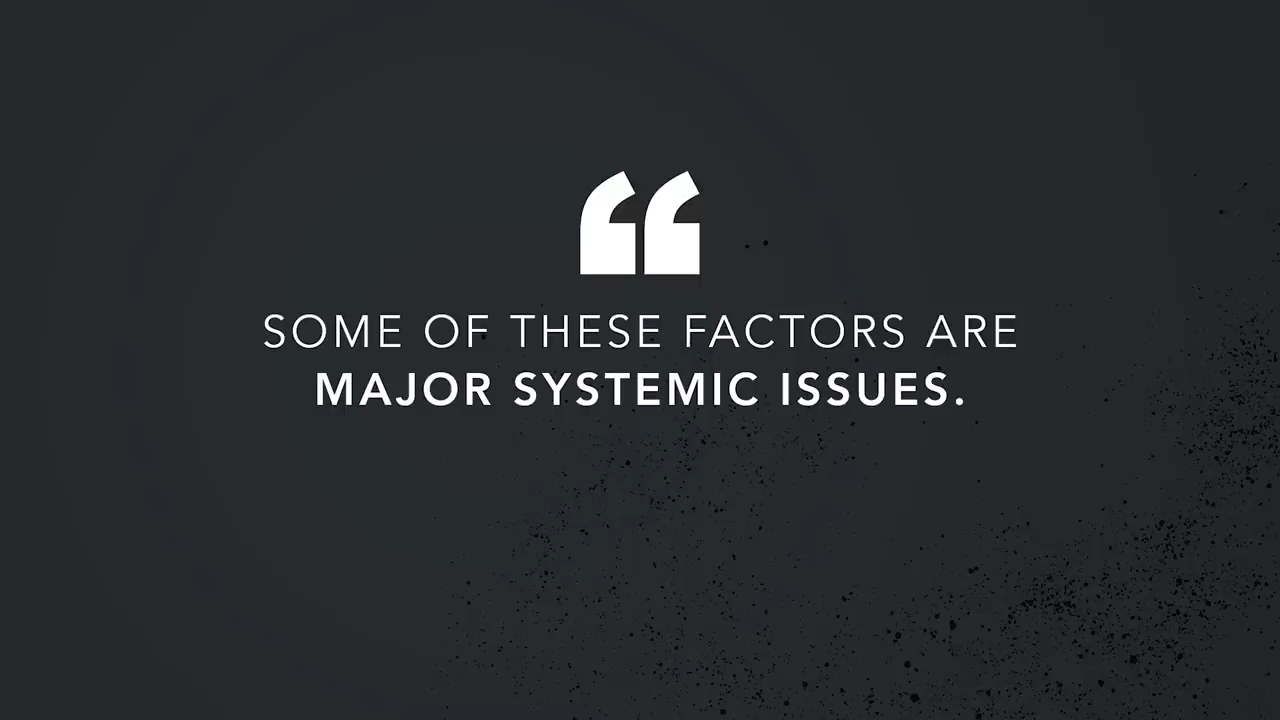 “
SOME OF THESE FACTORS ARE
MAJOR SYSTEMIC ISSUES.